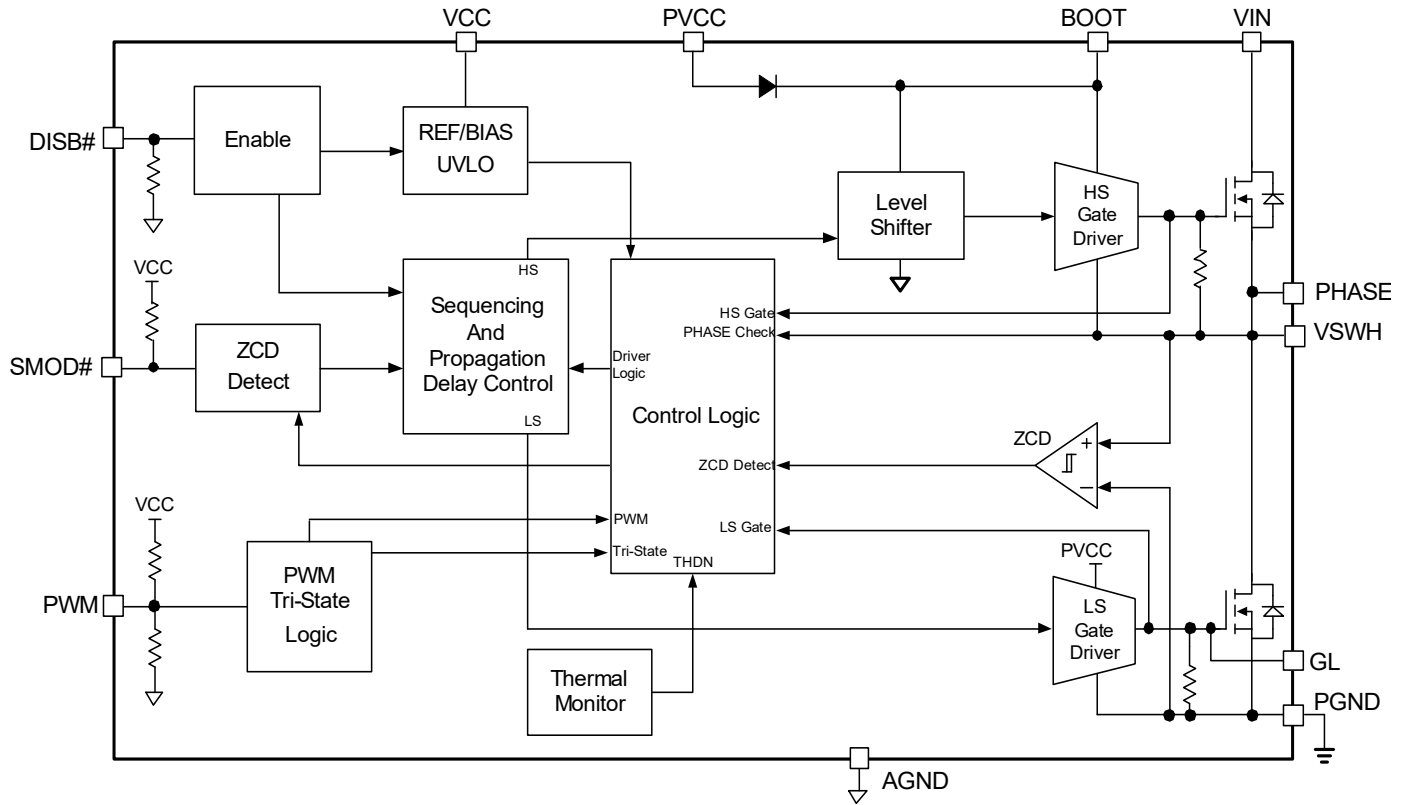 VCC
PVCC
BOOT
VIN
DISB#
Enable
REF/BIAS
UVLO
Level
Shifter
HS
Gate
Driver
VCC
HS
Sequencing
And
Propagation
Delay Control
LS
PHASE
HS Gate
PHASE Check
VSWH
SMOD#
ZCD
Detect
Driver
Logic
Control Logic
ZCD
+
−
ZCD Detect
VCC
PWM
LS Gate
Tri-State
THDN
PVCC
PWM
PWM
Tri-State
Logic
LS
Gate
Driver
GL
Thermal
Monitor
PGND
AGND